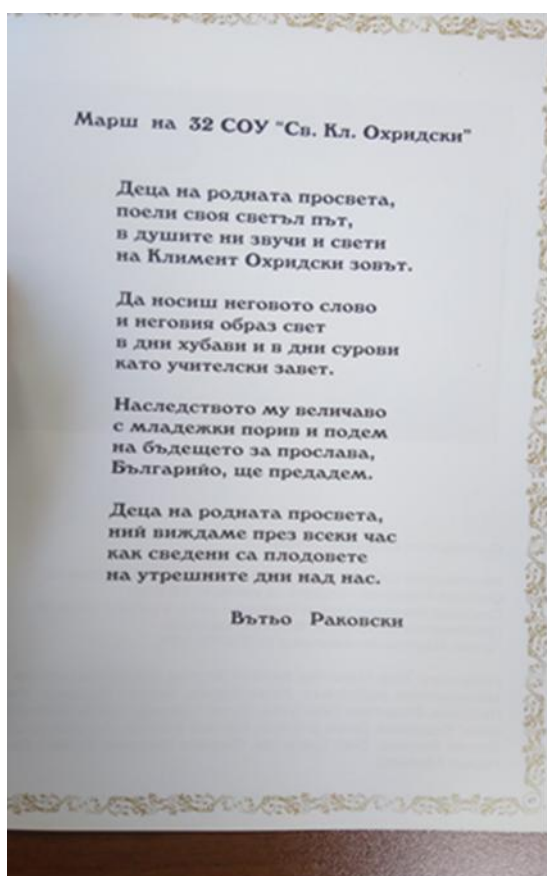 Марш на 32 СОУ "Св. Кл. Охридски"
Деца на родната просвета,
поели своя светъл път,
в душите ни звучи и свети
на Климент Охридски зовът.
Да носиш неговото слово
и неговия образ свет
в дни хубави и в дни сурови
като учителски завет.
Наследството му величаво
с младежки порив и подем
на бъдещето за прослава,
Българийо, ще предадем.
Деца на родната просвета,
ний виждаме през всеки час
как сведени са плодовете
на утрешните дни над нас.
Вътьо Раковски